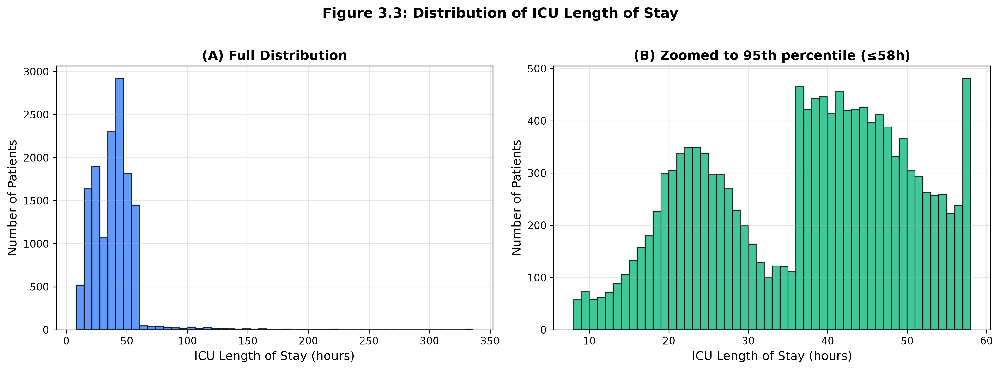 Figure 3.3: Distribution of ICU Length of Stay
(A) Full Distribution
Number of Patients
3000
2500
2000
1500
1000
500
0
0 50 100 150 200 250 300 350
ICU Length of Stay (hours)
(B) Zoomed to 95th percentile (≤58h)
Number of Patients
500
400
300
200
100
0
10 20 30 40 50 60
ICU Length of Stay (hours)